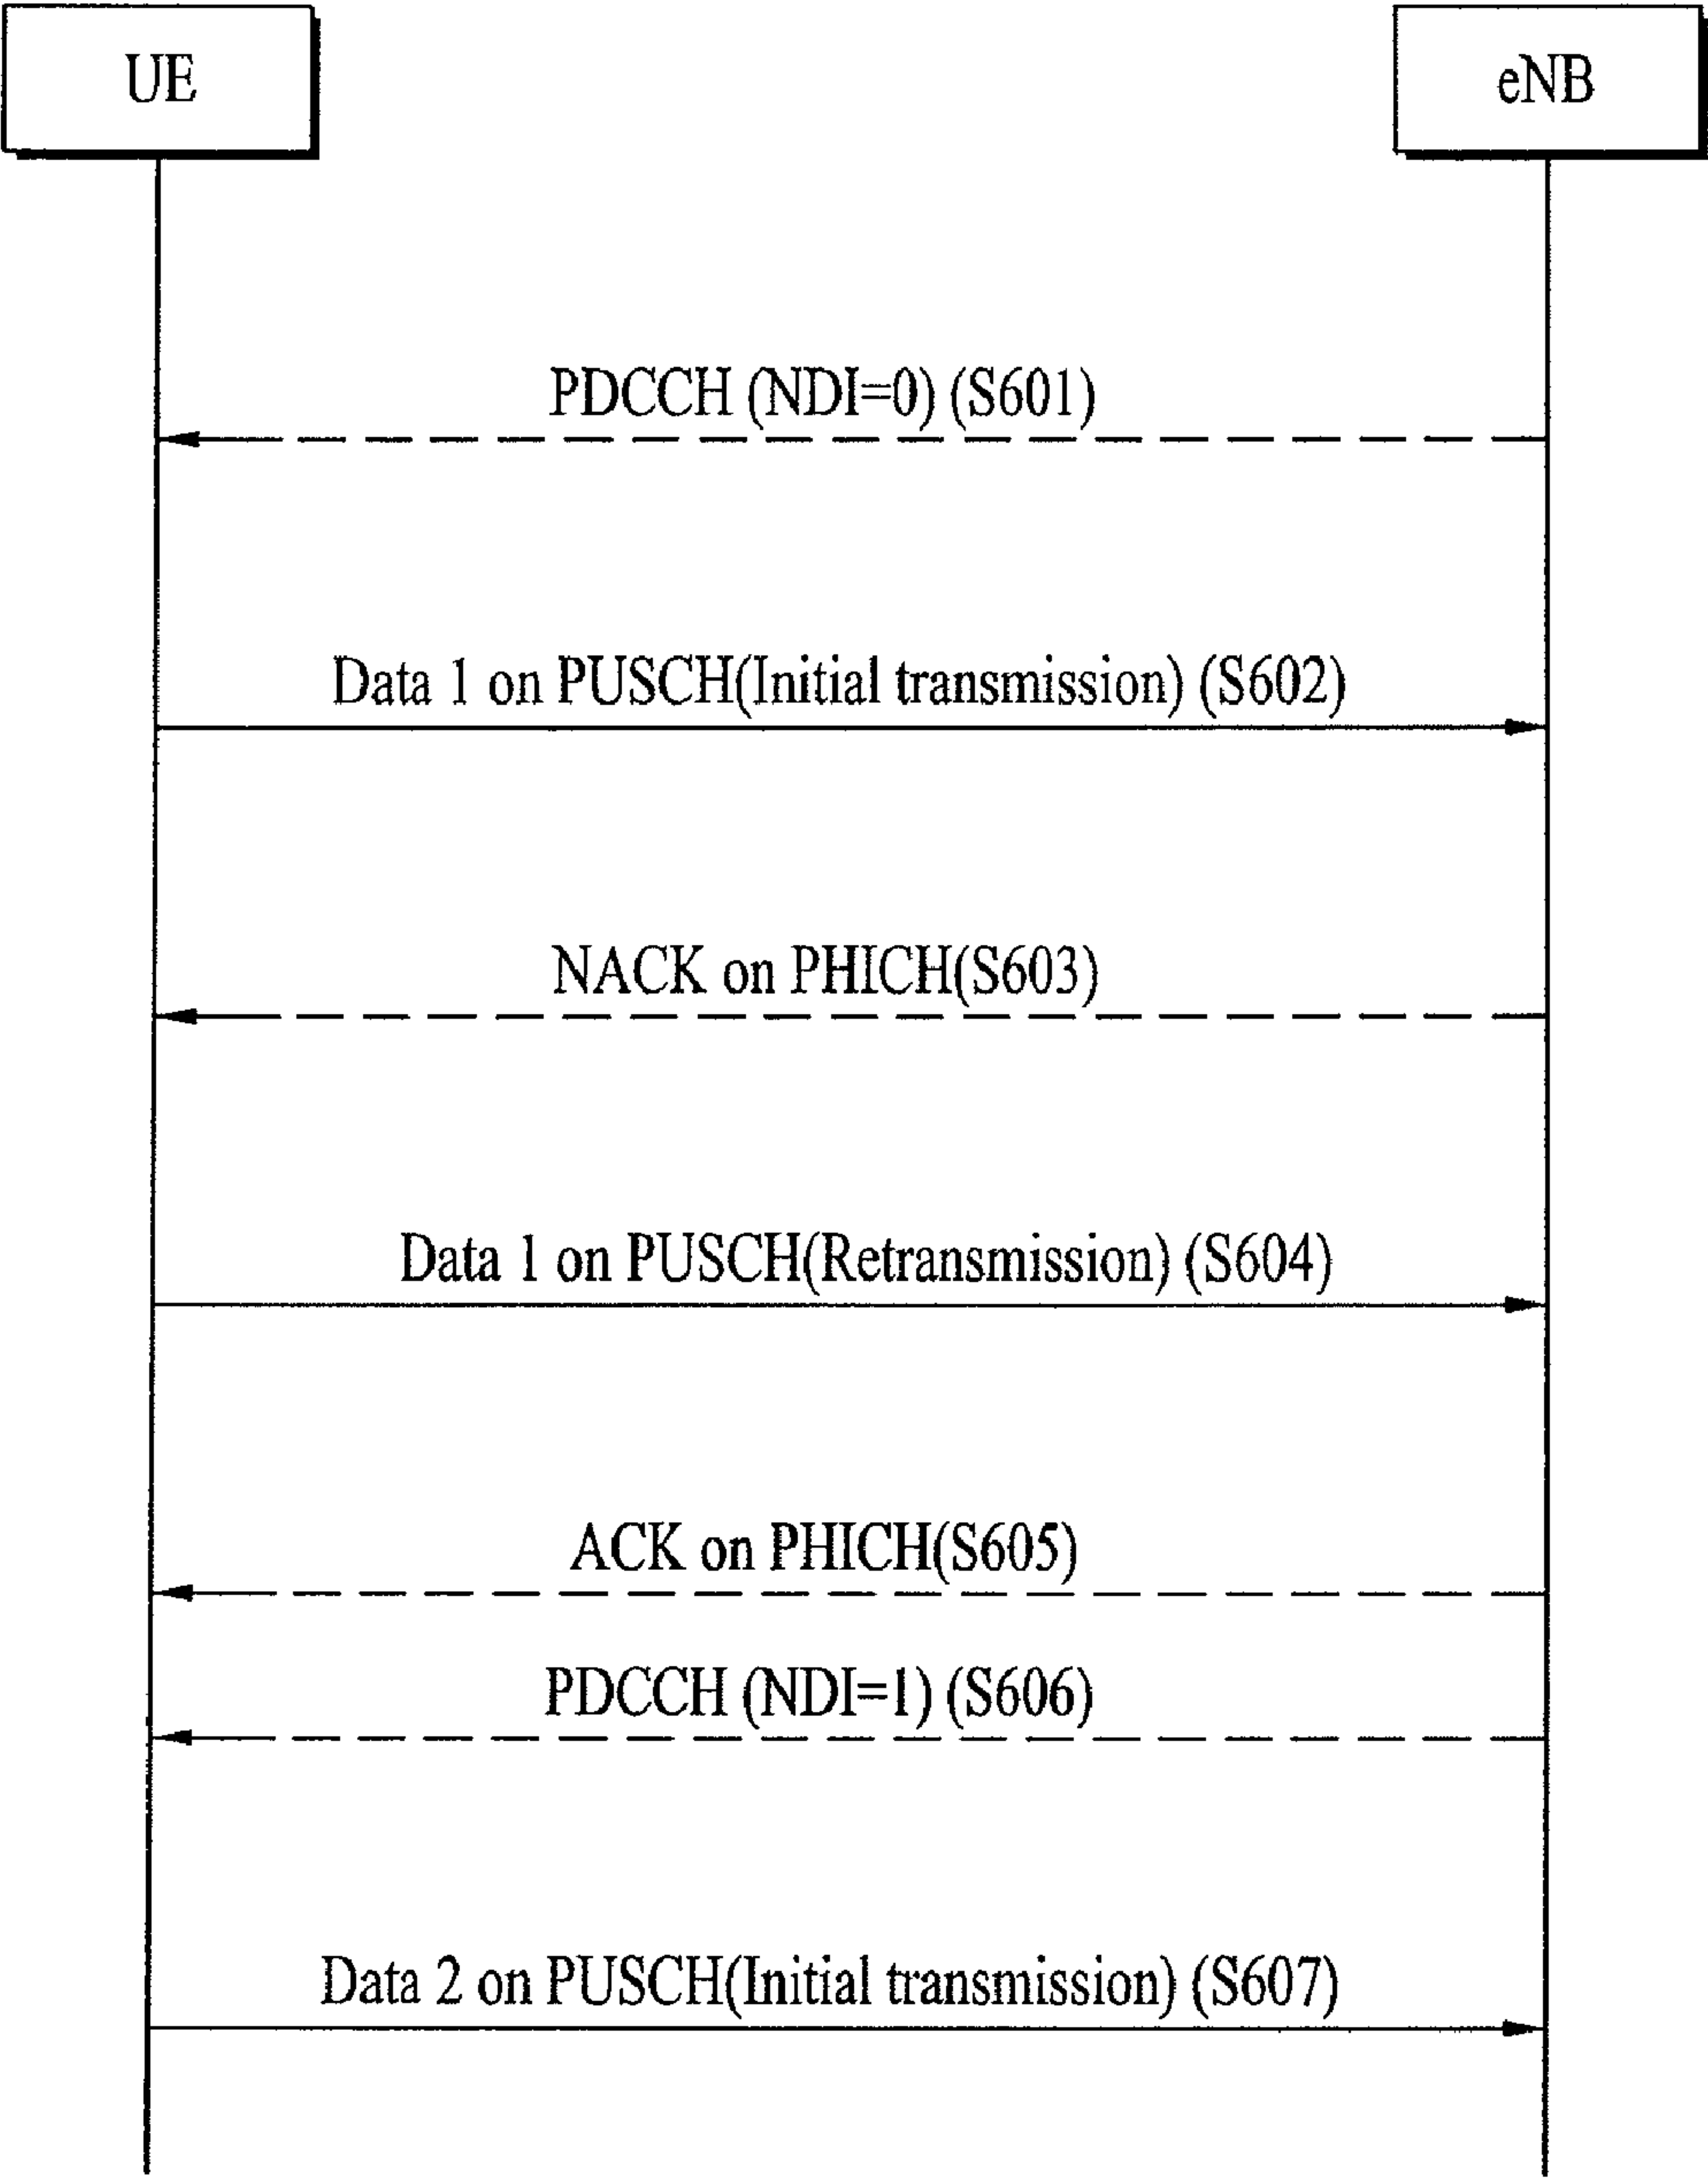 UE
eNB
PDCCH (NDI=0) (S601)
Data 1 on PUSCH(Initial transmission) (S602)
NACK on PHICH(S603)
Data 1 on PUSCH(Retransmission) (S604)
ACK on PHICH(S605)
PDCCH (NDI=1) (S606)
Data 2 on PUSCH(Initial transmission) (S607)